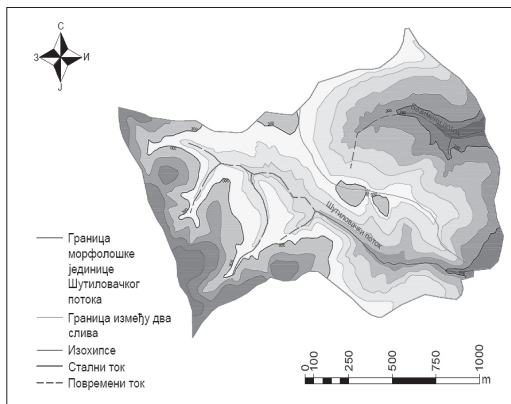 С
З И
Ј
Шутиловачки поток
Граница
морфолошке
јединице
Шутиловачког
потока
Граница између два
слива
Изохипсе
Стални ток
Повремени ток
0 100 250 500 750 1000
m